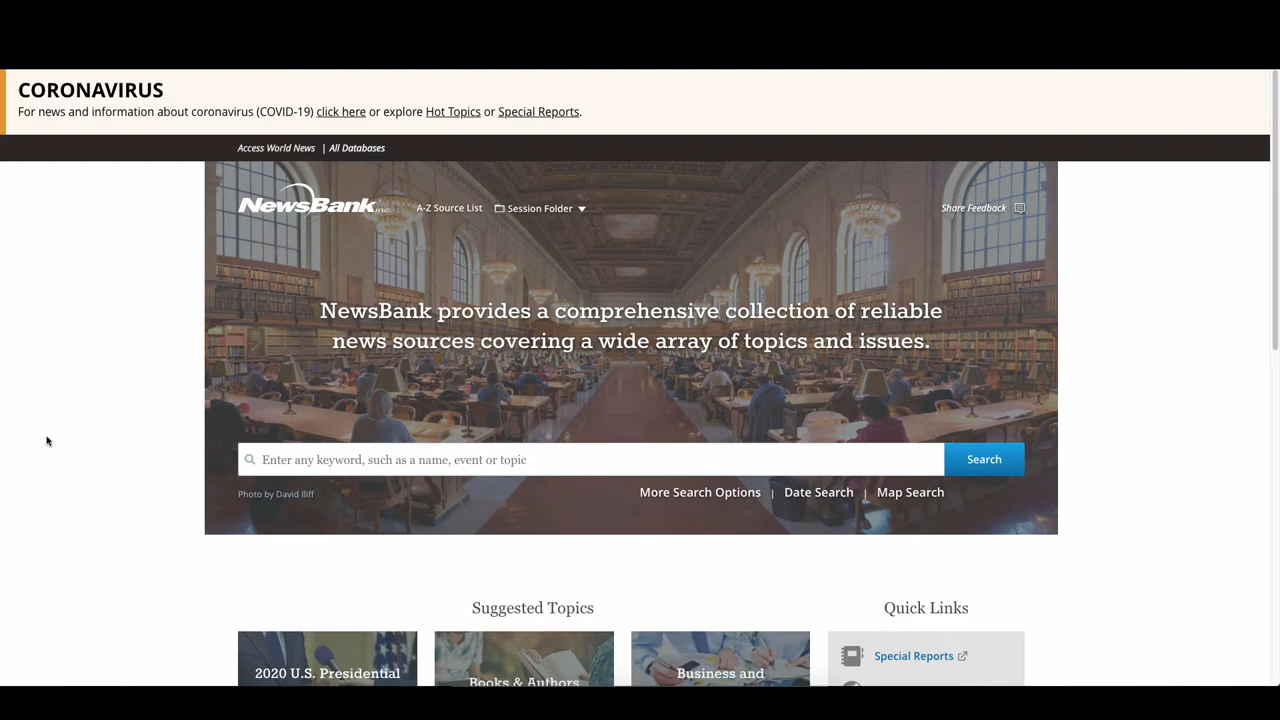 CORONAVIRUS
For news and information about coronavirus (COVID-19) click here or explore Hot Topics or Special Reports.
Access World News | All Databases
NewsBank inc.
A-Z Source List
Session Folder
Share Feedback
NewsBank provides a comprehensive collection of reliable
news sources covering a wide array of topics and issues.
Enter any keyword, such as a name, event or topic
Search
Photo by David Iliff
More Search Options | Date Search | Map Search
Suggested Topics
Quick Links
2020 U.S. Presidential
Books & Authors
Business and
Special Reports